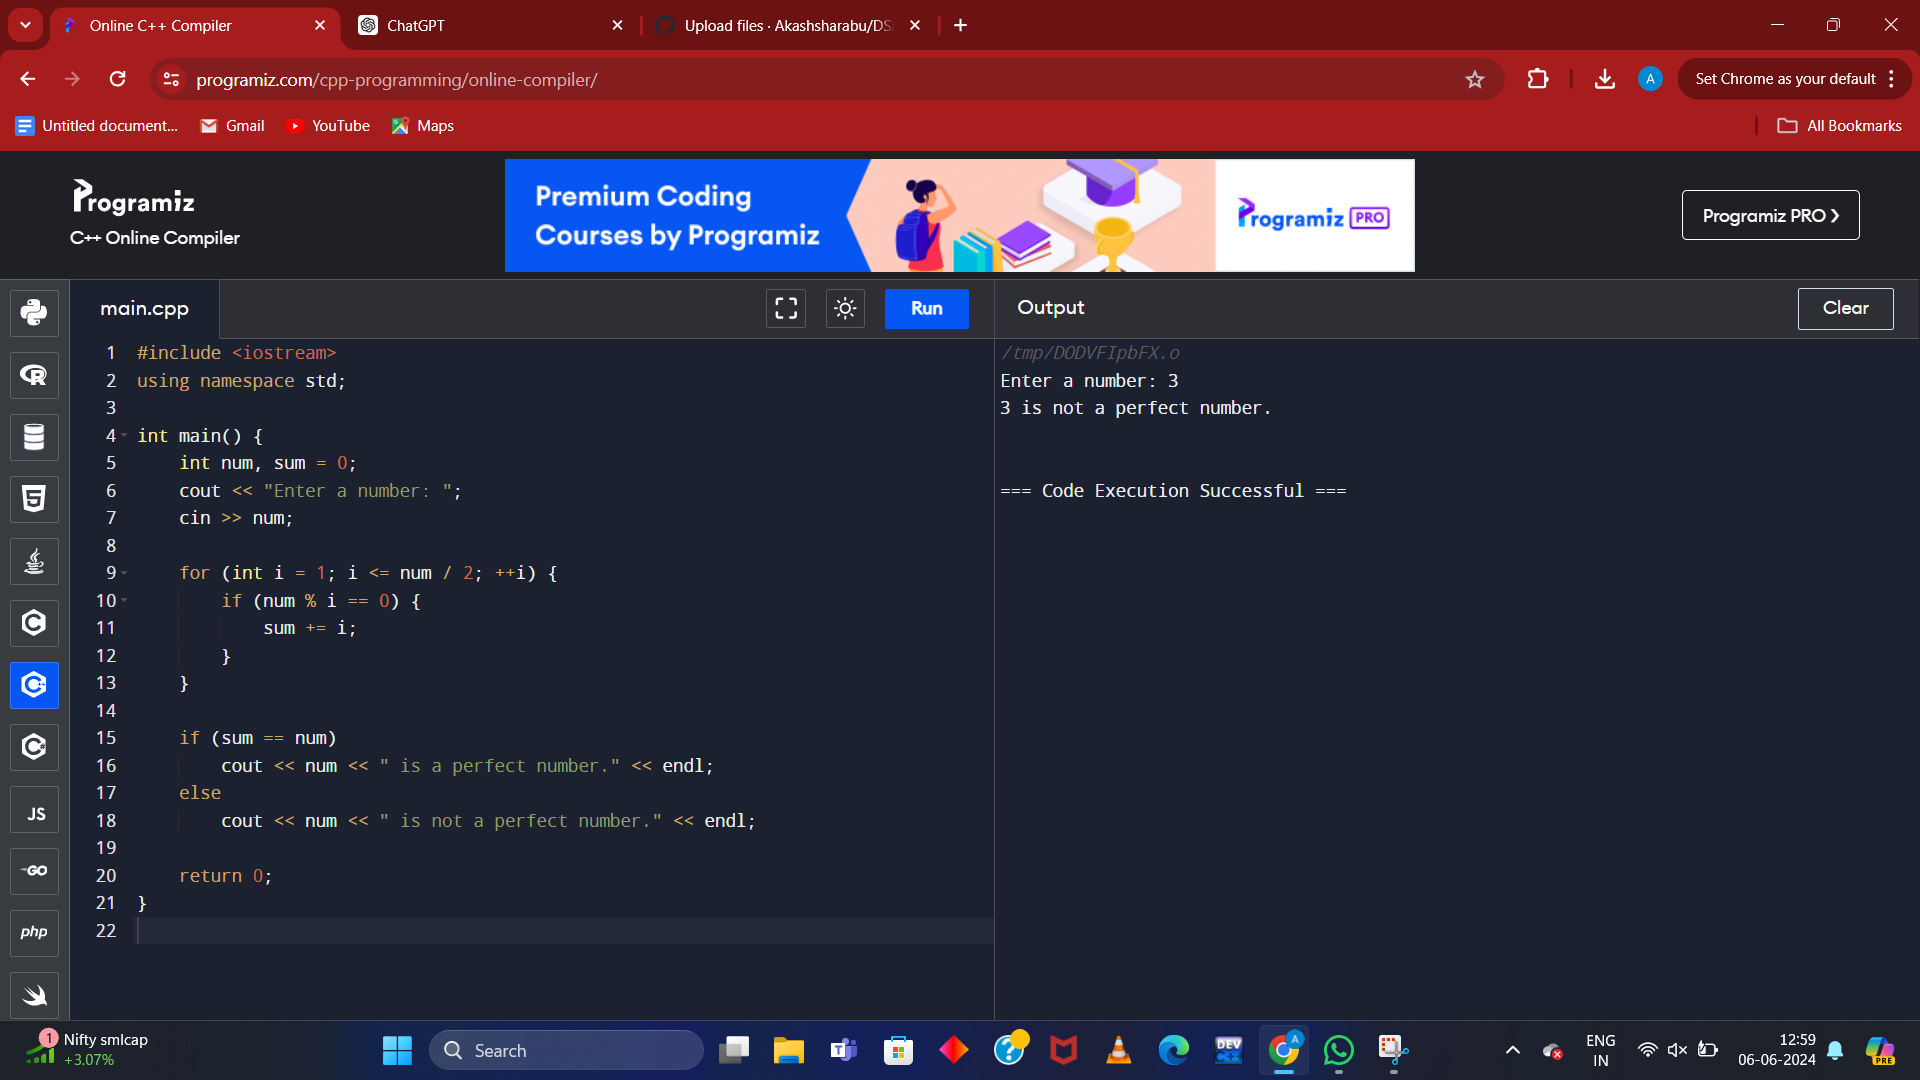 Online C++ Compiler
ChatGPT
Upload files · Akashsharabu/DS
programiz.com/cpp-programming/online-compiler/
A
Set Chrome as your default
Untitled document...
Gmail
YouTube
Maps
All Bookmarks
Programiz
C++ Online Compiler
Premium Coding
Courses by Programiz
Programiz PRO
Programiz PRO ❯
main.cpp
Run
Output
Clear
1 #include <iostream>
2 using namespace std;
3
4 int main() {
5     int num, sum = 0;
6     cout << "Enter a number: ";
7     cin >> num;
8
9     for (int i = 1; i <= num / 2; ++i) {
10         if (num % i == 0) {
11             sum += i;
12         }
13     }
14
15     if (sum == num)
16         cout << num << " is a perfect number." << endl;
17     else
18         cout << num << " is not a perfect number." << endl;
19
20     return 0;
21 }
22
/tmp/DODVFIpbFX.o
Enter a number: 3
3 is not a perfect number.
=== Code Execution Successful ===
R
5
C
C++
C
JS
GO
php
1
Nifty smlcap
+3.07%
Search
T
DEV
C++
A
ENG
IN
12:59
06-06-2024
PRE